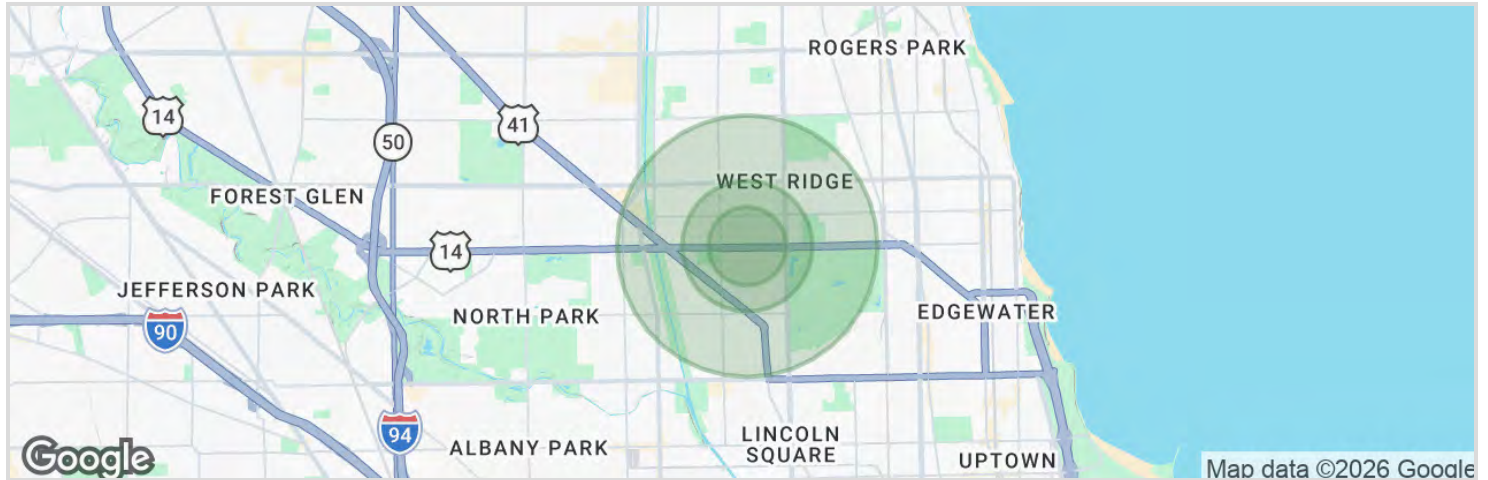 ROGERS PARK
14
41
50
WEST RIDGE
FOREST GLEN
14
JEFFERSON PARK
NORTH PARK
EDGEWATER
90
94
ALBANY PARK
LINCOLN
SQUARE
UPTOWN
Google
Map data ©2026 Google